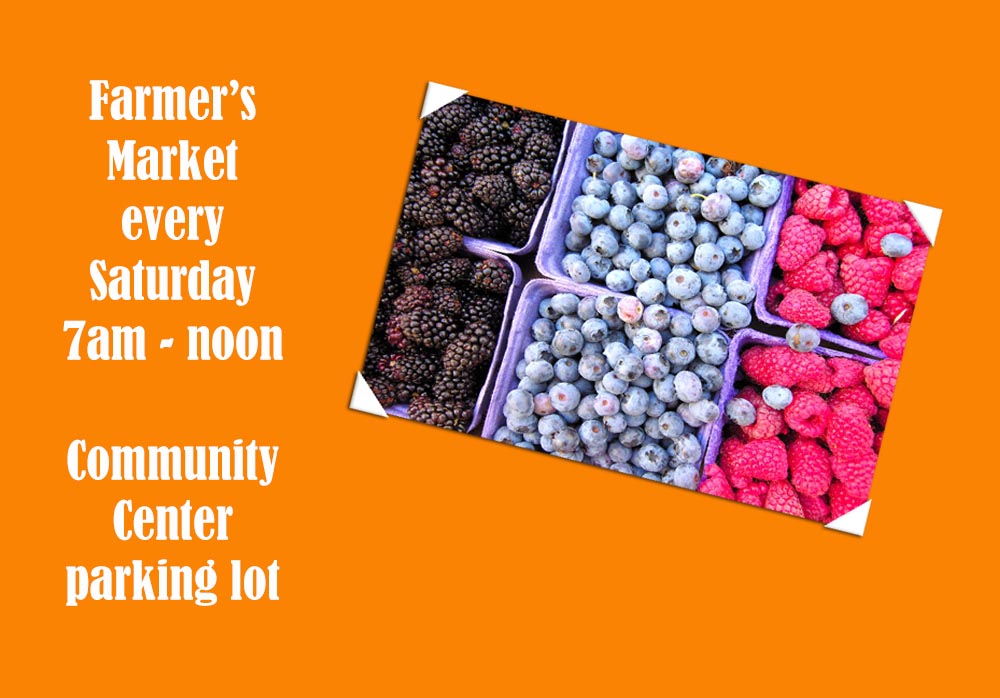 Farmer’s
Market
every
Saturday
7am - noon
Community
Center
parking lot